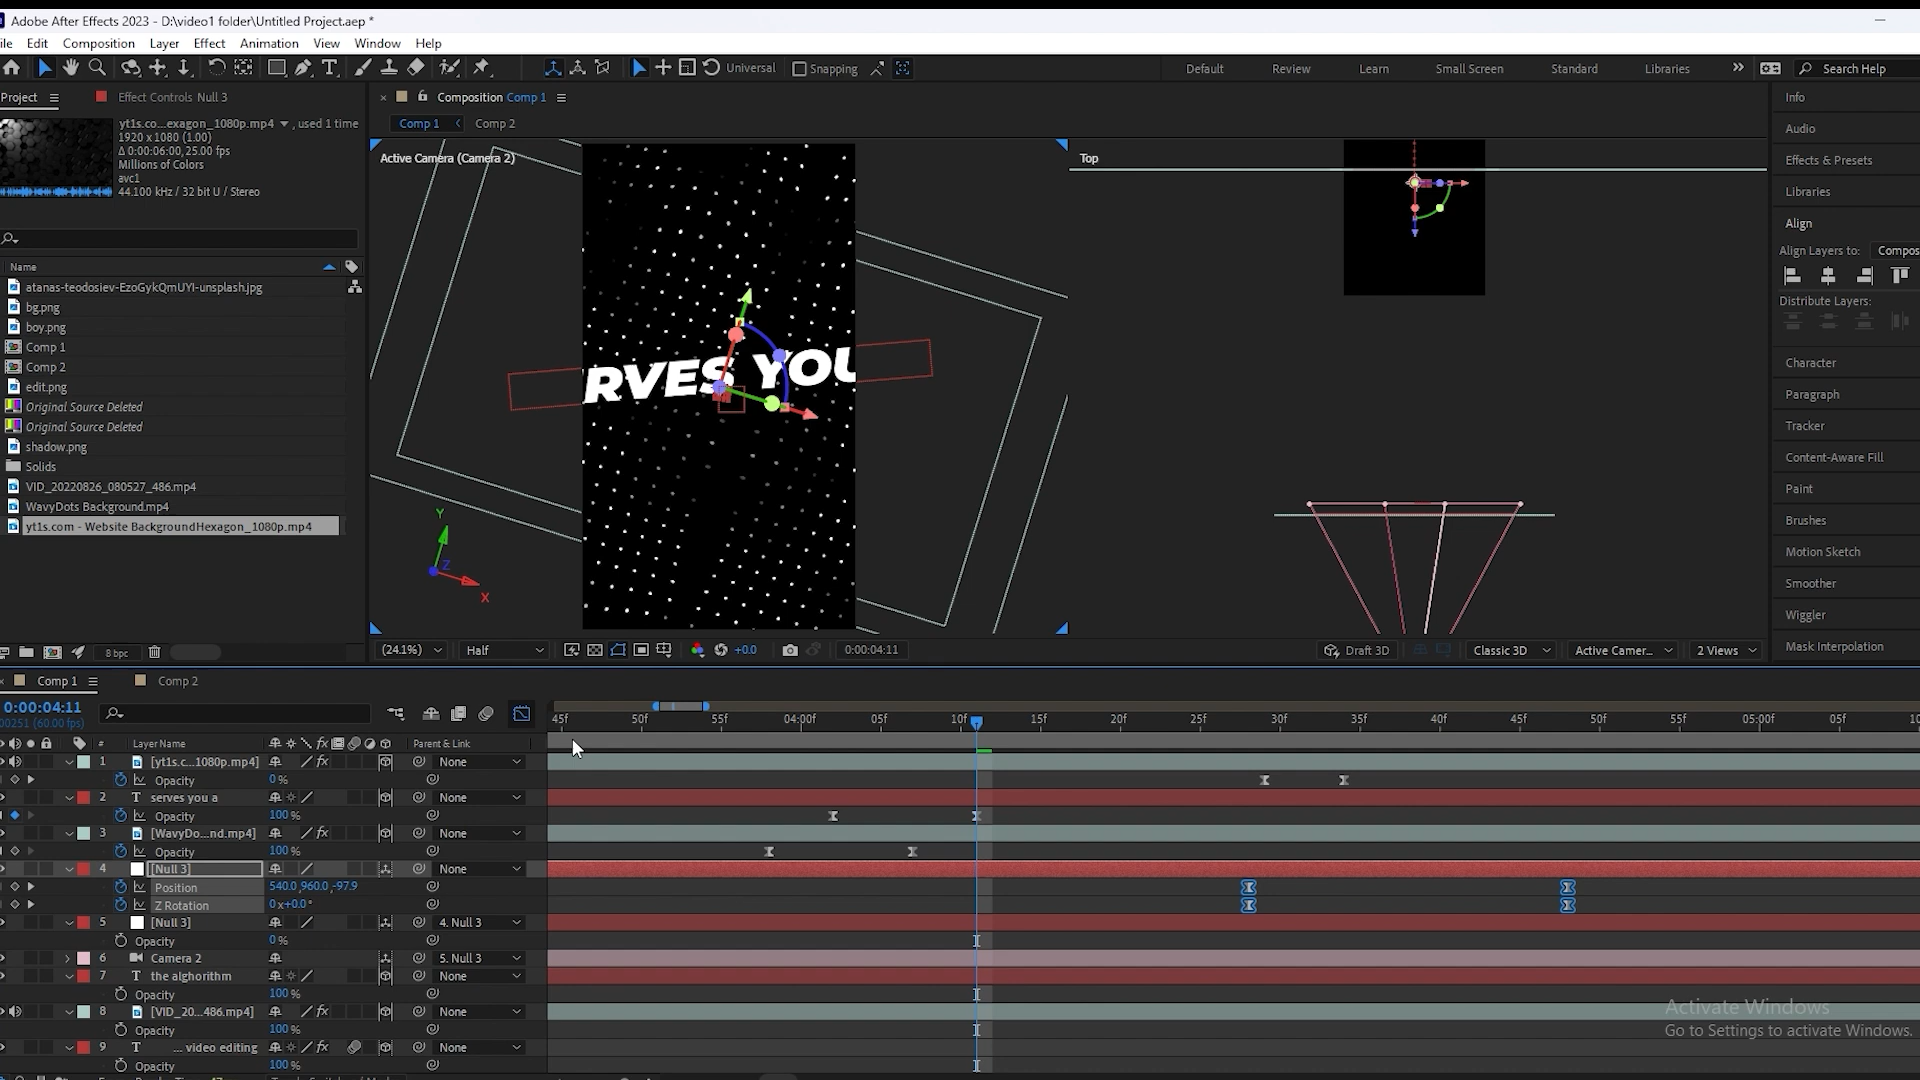 Adobe After Effects 2023 - D:\video1 folder\Untitled Project.aep *
ile Edit Composition Layer Effect Animation View Window Help
Universal Snapping Default Review Learn Small Screen Standard Libraries Search Help
Project Effect Controls Null 3
Composition Comp 1
Comp 1 Comp 2
yt1s.co...exagon_1080p.mp4 , used 1 time
1920 x 1080 (1.00)
Δ 0:00:06:00, 25.00 fps
Millions of Colors
avc1
44.100 kHz / 32 bit U / Stereo
Name
atanas-teodosiev-EzoGykQmUYI-unsplash.jpg
bg.png
boy.png
Comp 1
Comp 2
edit.png
Original Source Deleted
Original Source Deleted
shadow.png
Solids
VID_20220826_080527_486.mp4
WavyDots Background.mp4
yt1s.com - Website BackgroundHexagon_1080p.mp4
8 bpc
Active Camera (Camera 2)
RVES YOU
Y
Z
X
Top
(24.1%) Half +0.0 0:00:04:11 Draft 3D Classic 3D Active Camer... 2 Views
Info
Audio
Effects & Presets
Libraries
Align
Align Layers to: Compos
Distribute Layers:
Character
Paragraph
Tracker
Content-Aware Fill
Paint
Brushes
Motion Sketch
Smoother
Wiggler
Mask Interpolation
Comp 1 Comp 2
0:00:04:11
00251 (60.00 fps)
45f 50f 55f 04:00f 05f 10f 15f 20f 25f 30f 35f 40f 45f 50f 55f 05:00f 05f 10
# Layer Name fx Parent & Link
1 [yt1s.c...1080p.mp4] fx None
Opacity 0%
2 T serves you a None
Opacity 100%
3 [WavyDo...nd.mp4] fx None
Opacity 100%
4 [Null 3] None
Position 540.0,960.0,-97.9
Z Rotation 0x+0.0°
5 [Null 3] 4. Null 3
Opacity 0%
6 Camera 2 5. Null 3
7 T the alghorithm None
Opacity 100%
8 [VID_20...486.mp4] fx None
Opacity 100%
9 T ... video editing fx None
Opacity 100%
Activate Windows
Go to Settings to activate Windows.